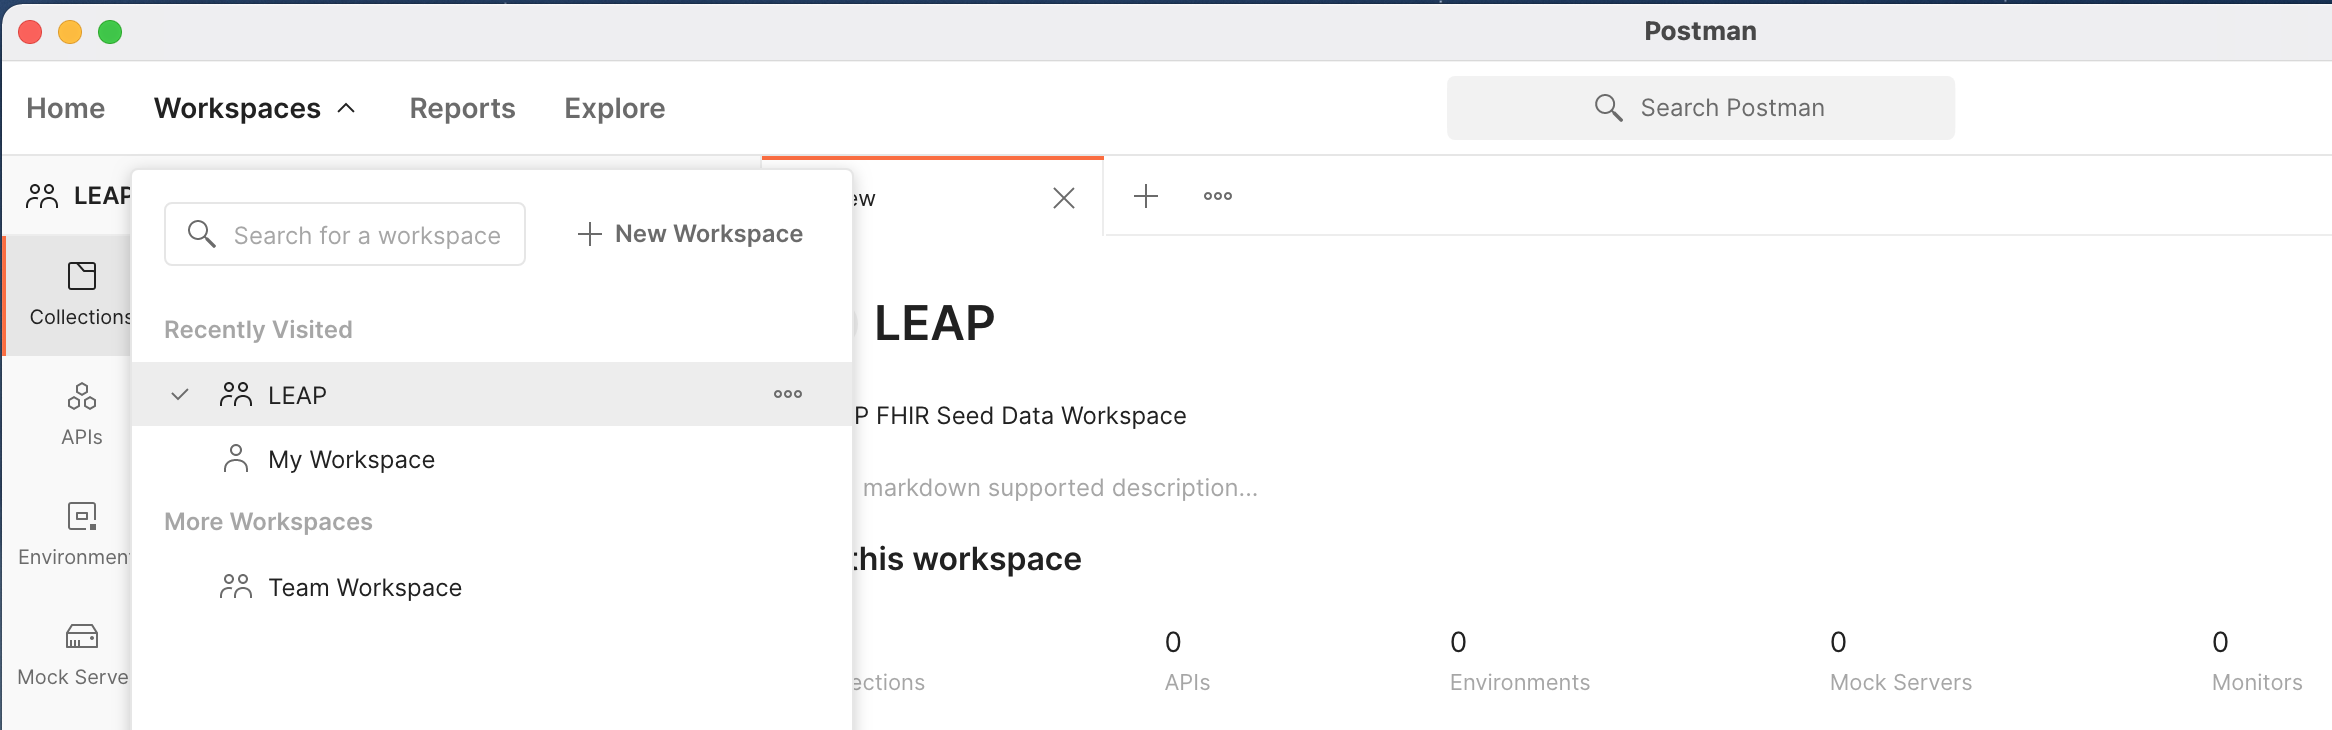 Postman
Home Workspaces Reports Explore Search Postman
LEAP
ew
Search for a workspace New Workspace
Collections
Recently Visited
LEAP
LEAP
APIs
P FHIR Seed Data Workspace
My Workspace
markdown supported description...
More Workspaces
Environmen
this workspace
Team Workspace
0 0 0 0
Mock Serve
ections APIs Environments Mock Servers Monitors